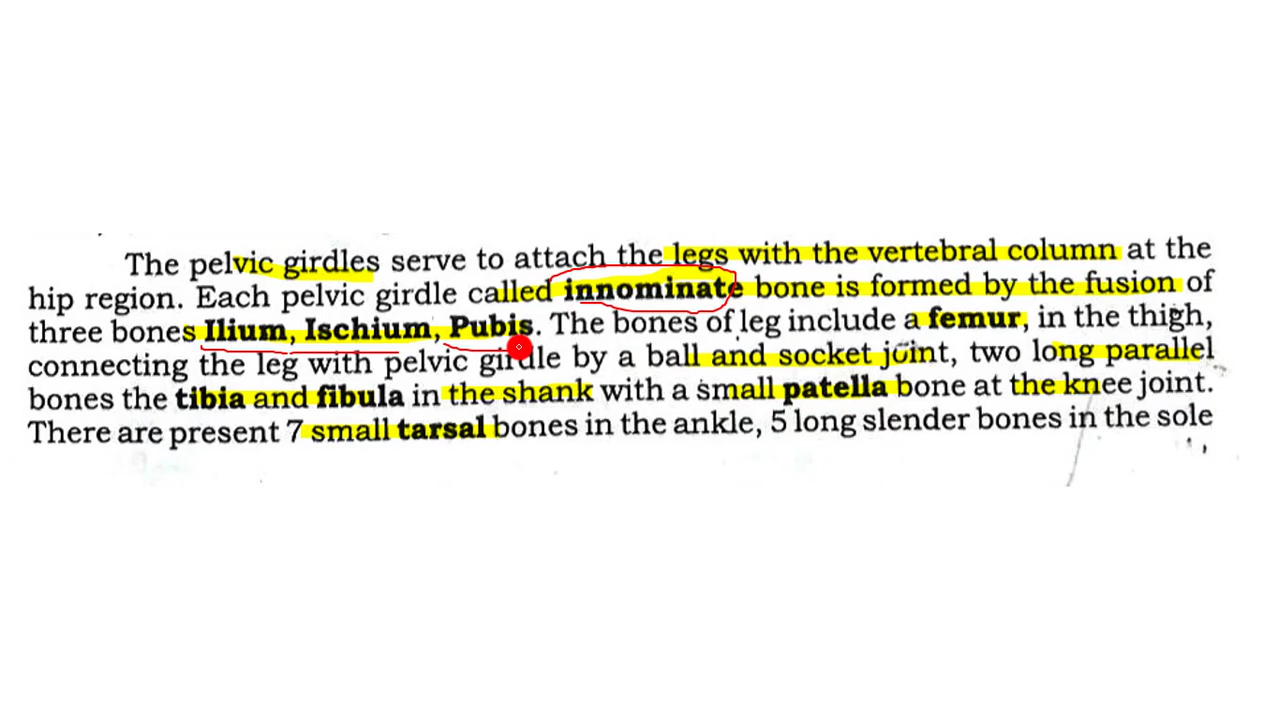 The pelvic girdles serve to attach the legs with the vertebral column at the
hip region. Each pelvic girdle called innominate bone is formed by the fusion of
three bones Ilium, Ischium, Pubis. The bones of leg include a femur, in the thigh,
connecting the leg with pelvic girdle by a ball and socket joint, two long parallel
bones the tibia and fibula in the shank with a small patella bone at the knee joint.
There are present 7 small tarsal bones in the ankle, 5 long slender bones in the sole